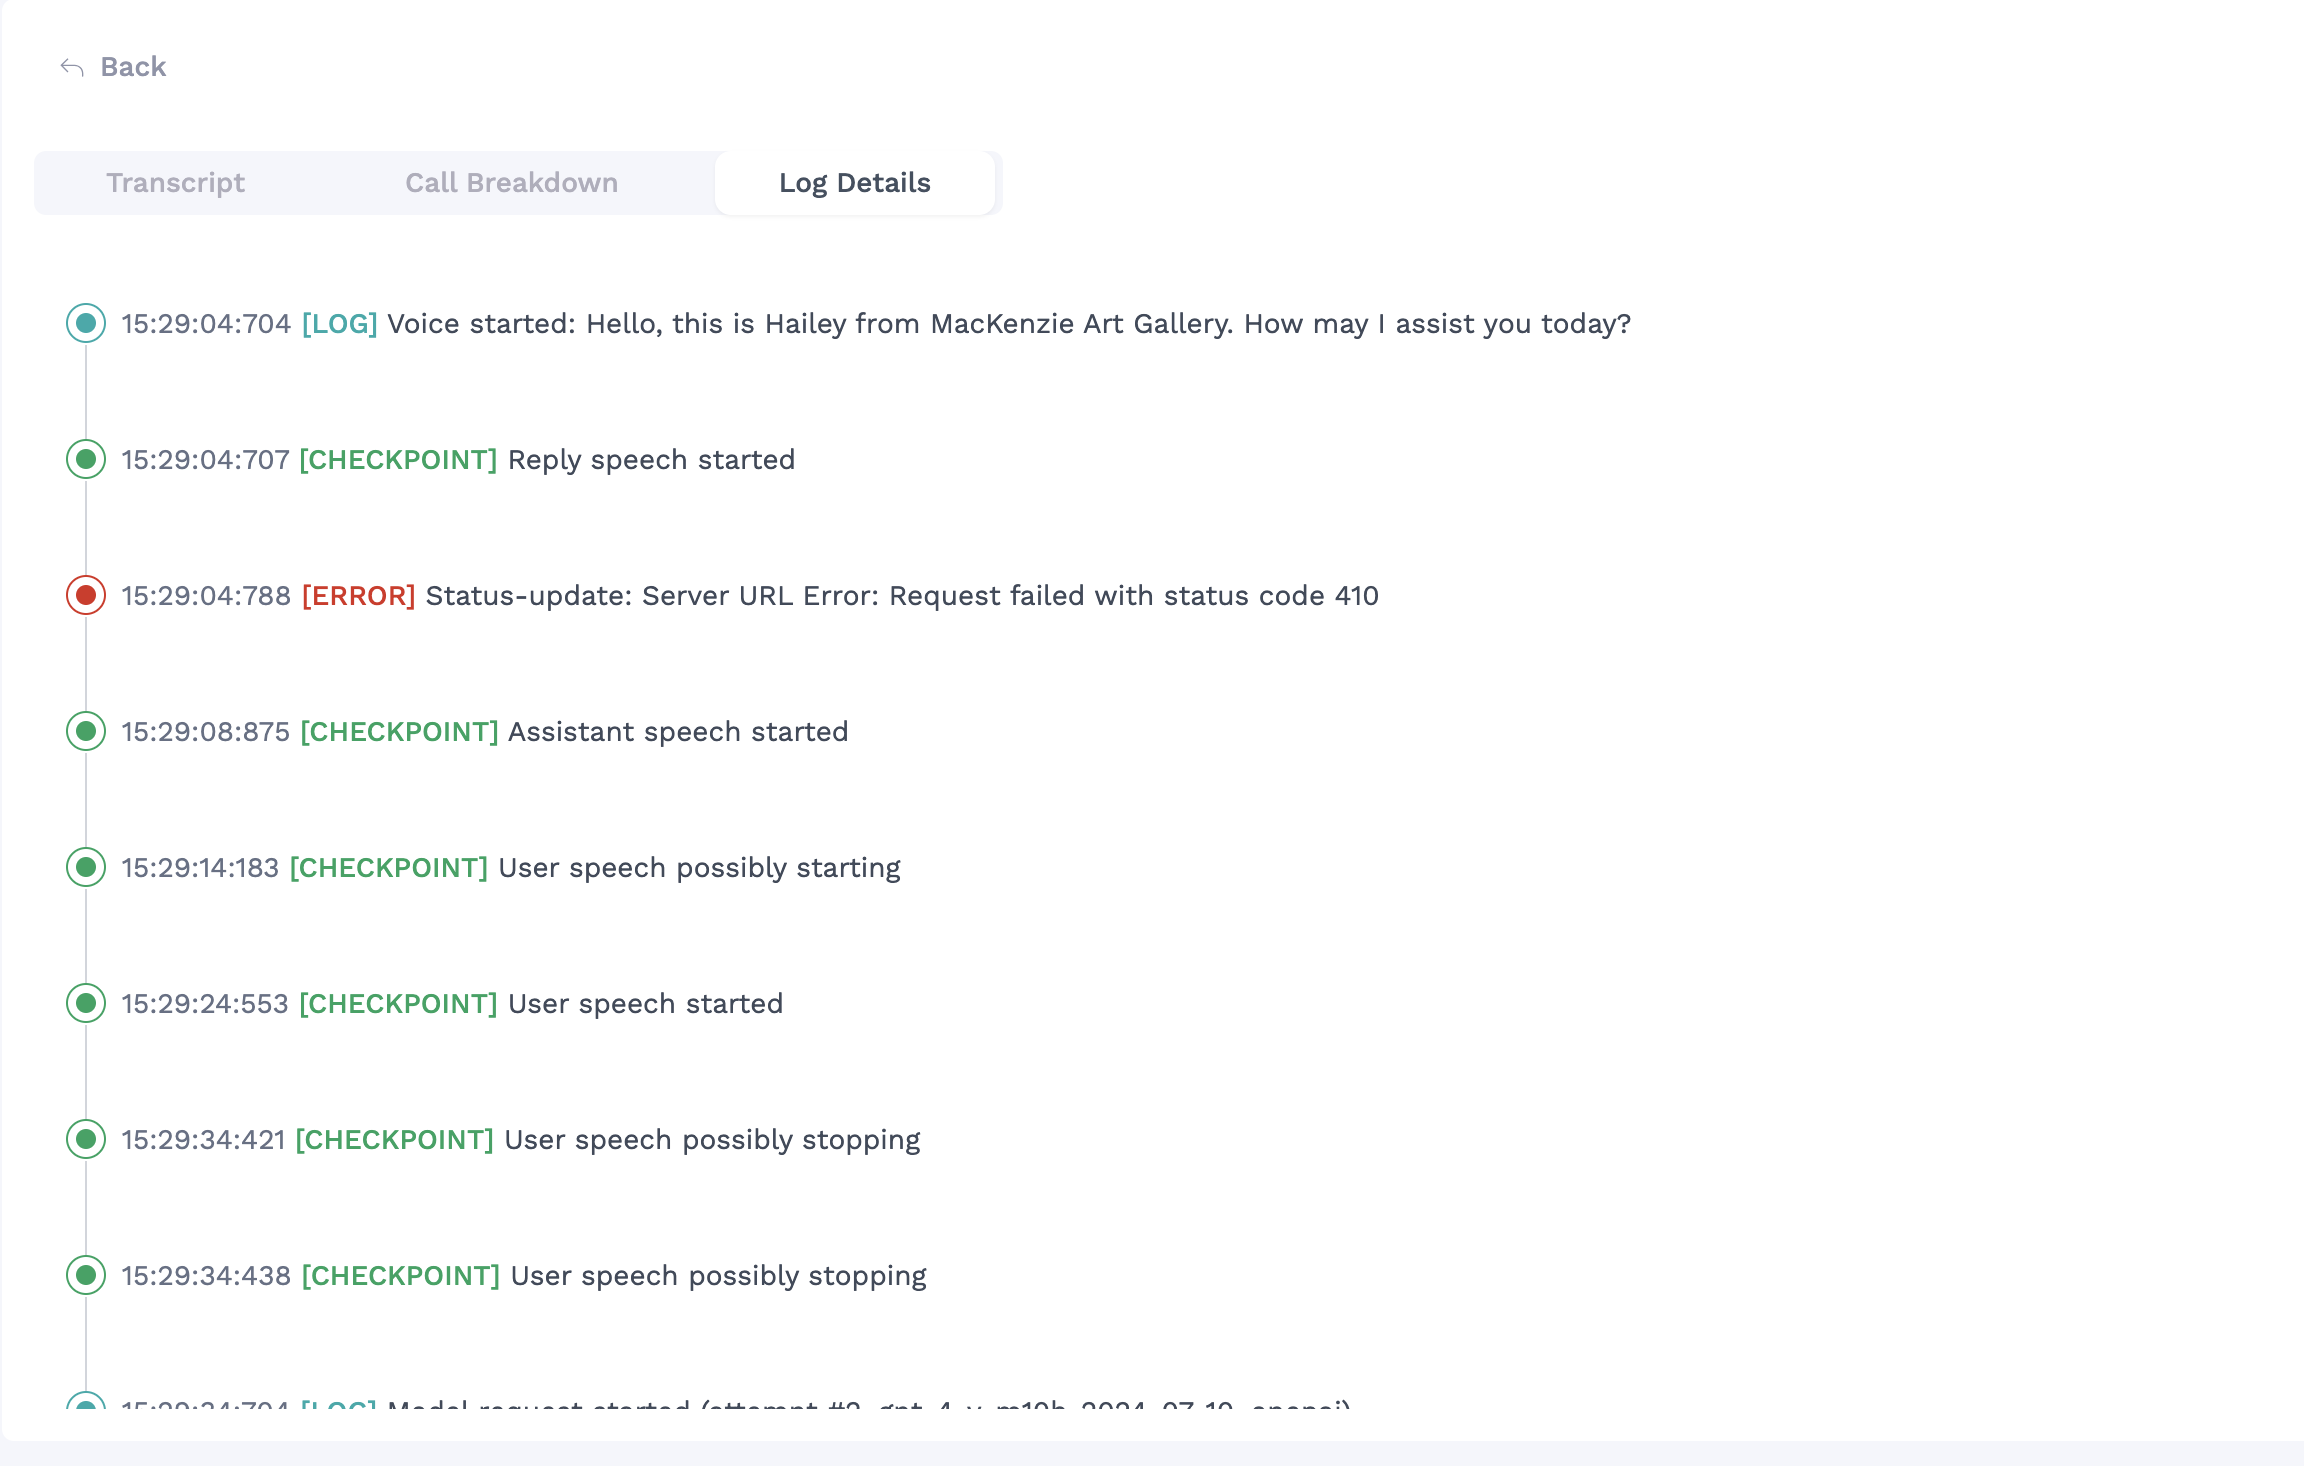 Back
Transcript Call Breakdown Log Details
15:29:04:704 [LOG] Voice started: Hello, this is Hailey from MacKenzie Art Gallery. How may I assist you today?
15:29:04:707 [CHECKPOINT] Reply speech started
15:29:04:788 [ERROR] Status-update: Server URL Error: Request failed with status code 410
15:29:08:875 [CHECKPOINT] Assistant speech started
15:29:14:183 [CHECKPOINT] User speech possibly starting
15:29:24:553 [CHECKPOINT] User speech started
15:29:34:421 [CHECKPOINT] User speech possibly stopping
15:29:34:438 [CHECKPOINT] User speech possibly stopping
[LOG] Model request started